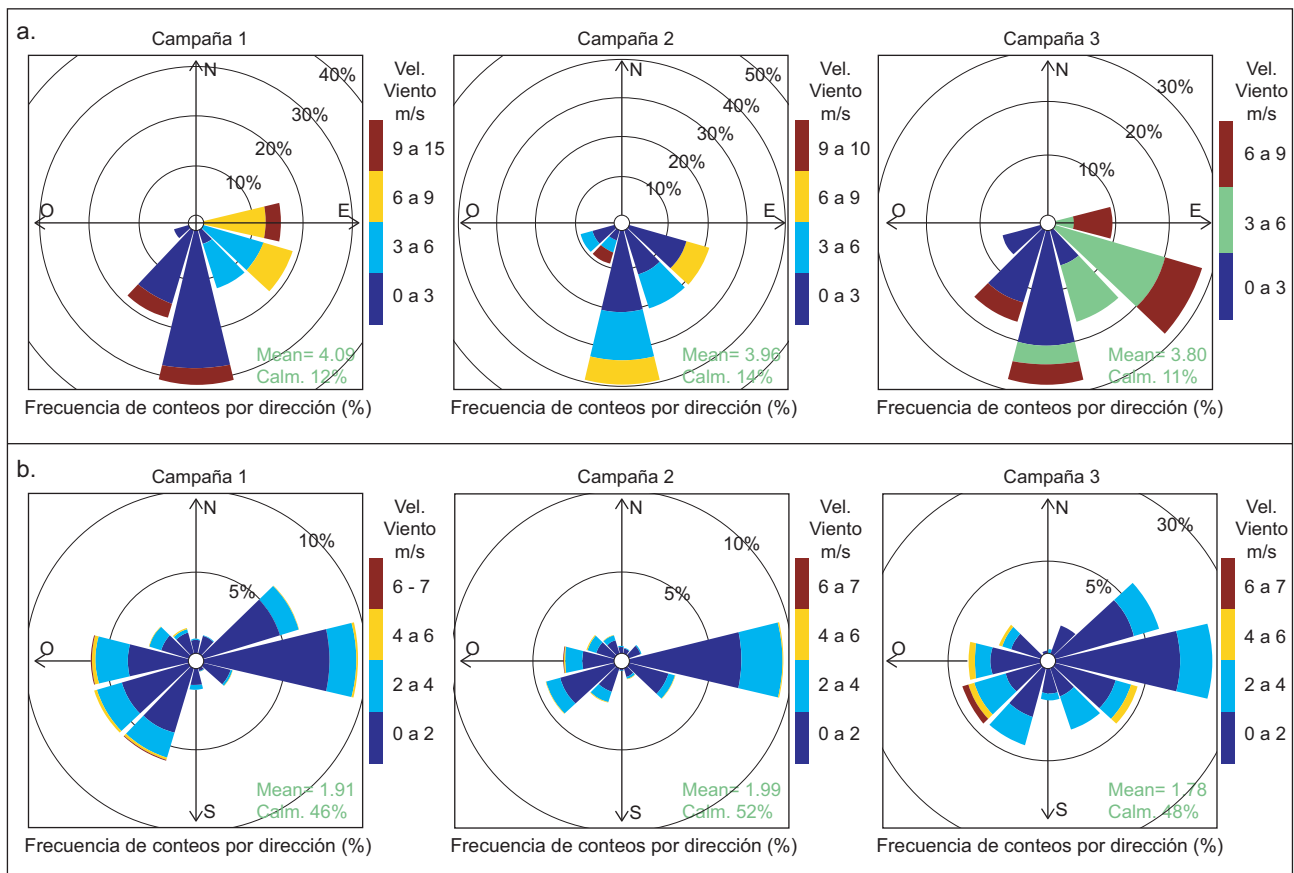 a.
Campaña 1
N
O
E
10%
20%
30%
40%
Vel.
Viento
m/s
9 a 15
6 a 9
3 a 6
0 a 3
Mean= 4.09
Calm. 12%
Frecuencia de conteos por dirección (%)
Campaña 2
N
O
E
10%
20%
30%
40%
50%
Vel.
Viento
m/s
9 a 10
6 a 9
3 a 6
0 a 3
Mean= 3.96
Calm. 14%
Frecuencia de conteos por dirección (%)
Campaña 3
N
O
E
10%
20%
30%
Vel.
Viento
m/s
6 a 9
3 a 6
0 a 3
Mean= 3.80
Calm. 11%
Frecuencia de conteos por dirección (%)
b.
Campaña 1
N
O
S
5%
10%
Vel.
Viento
m/s
6 - 7
4 a 6
2 a 4
0 a 2
Mean= 1.91
Calm. 46%
Frecuencia de conteos por dirección (%)
Campaña 2
N
O
S
5%
10%
Vel.
Viento
m/s
6 a 7
4 a 6
2 a 4
0 a 2
Mean= 1.99
Calm. 52%
Frecuencia de conteos por dirección (%)
Campaña 3
N
O
S
5%
30%
Vel.
Viento
m/s
6 a 7
4 a 6
2 a 4
0 a 2
Mean= 1.78
Calm. 48%
Frecuencia de conteos por dirección (%)